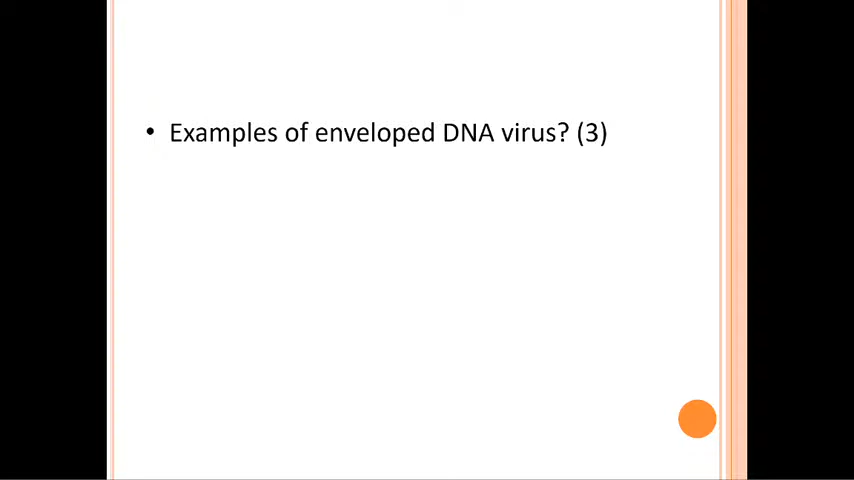 • Examples of enveloped DNA virus? (3)